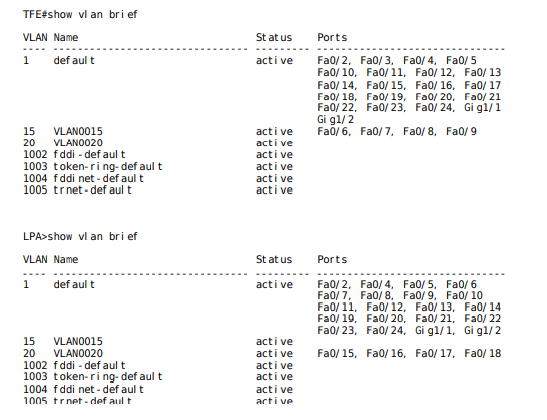 TFE#show vlan brief
VLAN Name                             Status    Ports
---- -------------------------------- --------- -------------------------------
1    default                          active    Fa0/2, Fa0/3, Fa0/4, Fa0/5
                                                Fa0/10, Fa0/11, Fa0/12, Fa0/13
                                                Fa0/14, Fa0/15, Fa0/16, Fa0/17
                                                Fa0/18, Fa0/19, Fa0/20, Fa0/21
                                                Fa0/22, Fa0/23, Fa0/24, Gig1/1
                                                Gig1/2
15   VLAN0015                         active    Fa0/6, Fa0/7, Fa0/8, Fa0/9
20   VLAN0020                         active
1002 fddi-default                     active
1003 token-ring-default               active
1004 fddinet-default                  active
1005 trnet-default                    active
LPA>show vlan brief
VLAN Name                             Status    Ports
---- -------------------------------- --------- -------------------------------
1    default                          active    Fa0/2, Fa0/4, Fa0/5, Fa0/6
                                                Fa0/7, Fa0/8, Fa0/9, Fa0/10
                                                Fa0/11, Fa0/12, Fa0/13, Fa0/14
                                                Fa0/19, Fa0/20, Fa0/21, Fa0/22
                                                Fa0/23, Fa0/24, Gig1/1, Gig1/2
15   VLAN0015                         active
20   VLAN0020                         active    Fa0/15, Fa0/16, Fa0/17, Fa0/18
1002 fddi-default                     active
1003 token-ring-default               active
1004 fddinet-default                  active
1005 trnet-default                    active